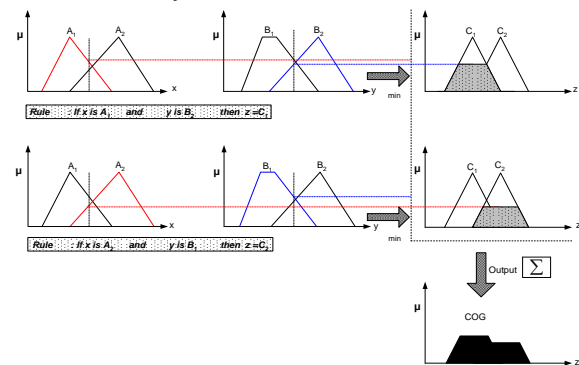 μ A₁ A₂ x
μ B₁ B₂ y
min
μ C₁ C₂ z
Rule : If x is A₁ and y is B₂ then z =C₁
μ A₁ A₂ x
μ B₁ B₂ y
min
μ C₁ C₂ z
Rule : If x is A₂ and y is B₁ then z =C₂
Output ∑
μ
COG
z